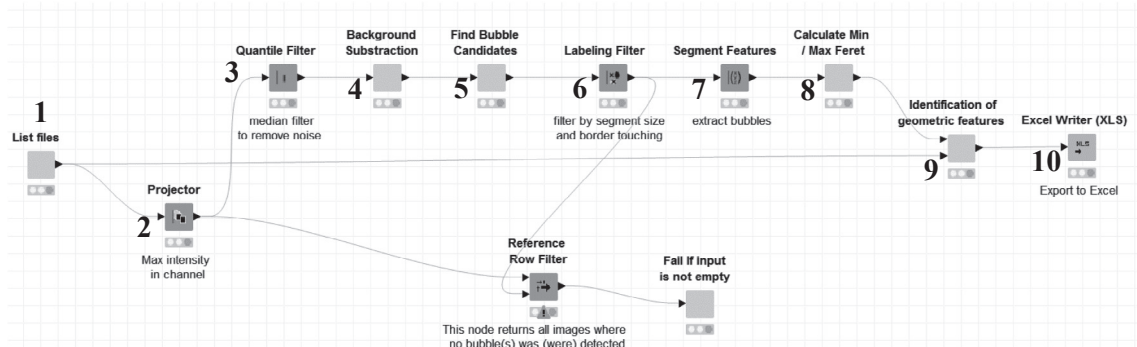 Quantile Filter
3
median filter
to remove noise
Background
Substraction
4
Find Bubble
Candidates
5
Labeling Filter
6
filter by segment size
and border touching
Segment Features
7
extract bubbles
Calculate Min
/ Max Feret
8
1
List files
Projector
2
Max intensity
in channel
Identification of
geometric features
9
Excel Writer (XLS)
XLS
10
Export to Excel
Reference
Row Filter
This node returns all images where
no bubble(s) was (were) detected
Fail if input
is not empty